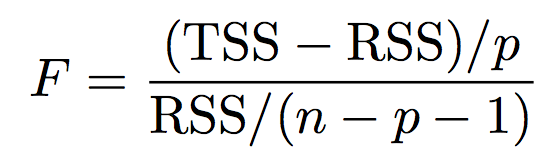 F = (TSS − RSS)/p
RSS/(n − p − 1)